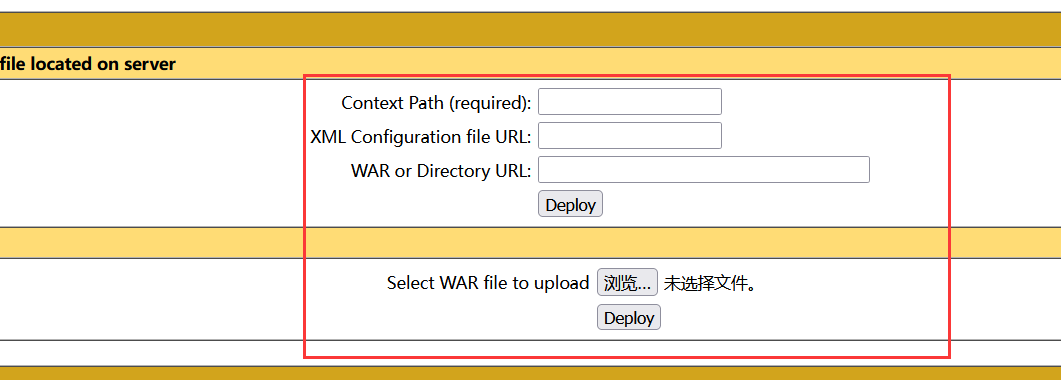 file located on server
Context Path (required):
XML Configuration file URL:
WAR or Directory URL:
Deploy
Select WAR file to upload 浏览... 未选择文件。
Deploy